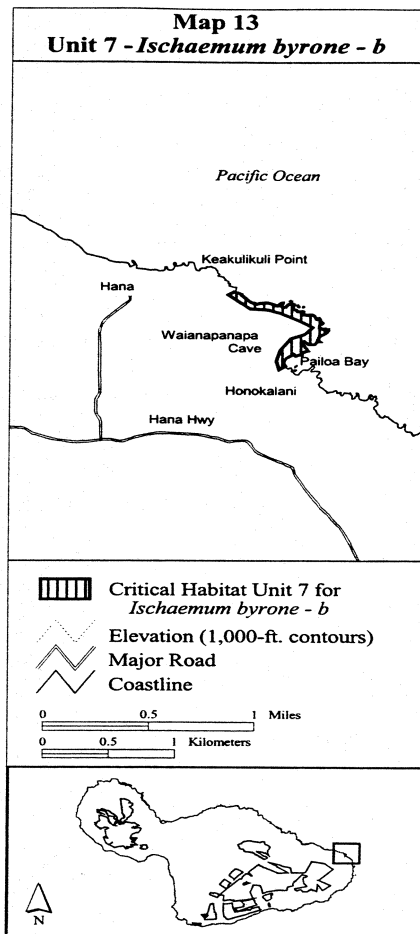 Map 13
Unit 7 - Ischaemum byrone - b
Pacific Ocean
Keakulikuli Point
Hana
Waianapanapa
Cave
Pailoa Bay
Honokalani
Hana Hwy
Critical Habitat Unit 7 for
Ischaemum byrone - b
Elevation (1,000-ft. contours)
Major Road
Coastline
0 0.5 1 Miles
0 0.5 1 Kilometers
N